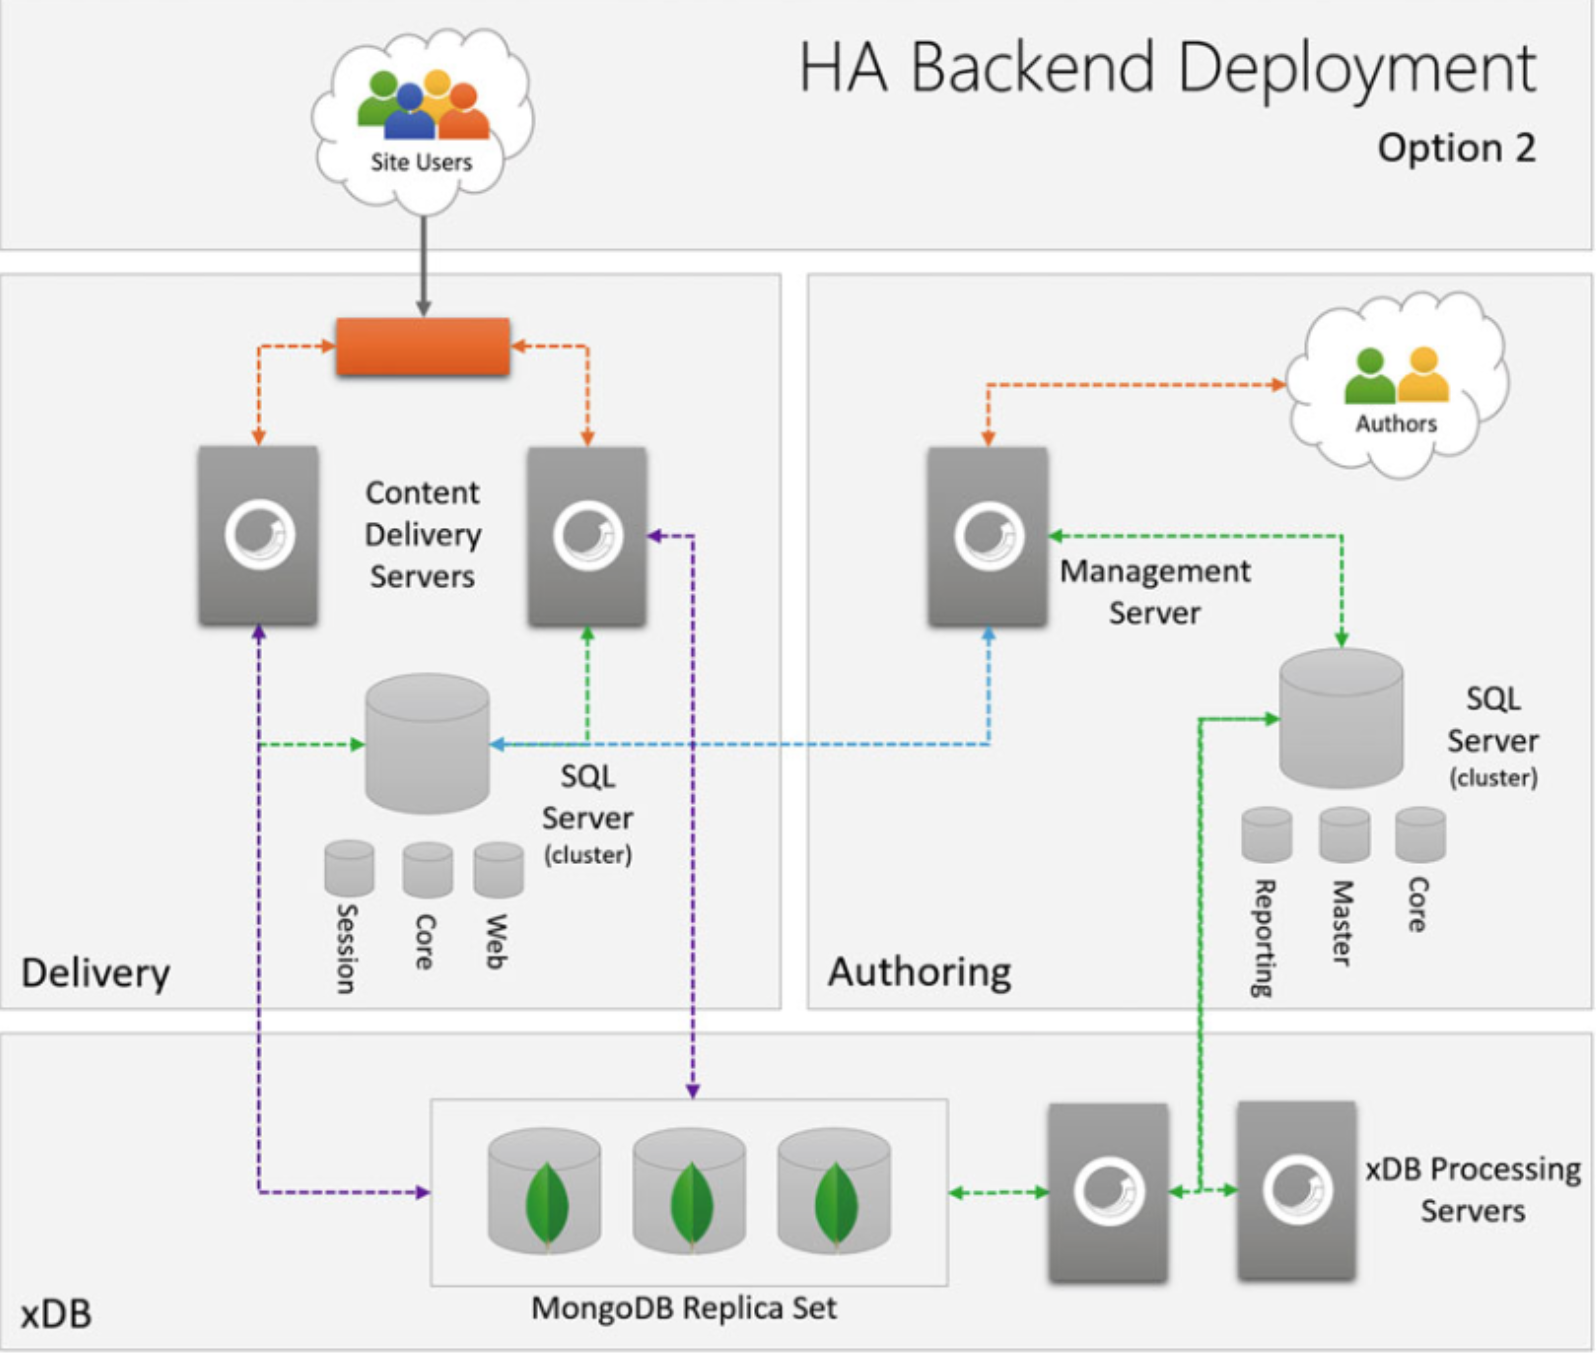 HA Backend Deployment
Option 2
Site Users
Content
Delivery
Servers
SQL
Server
(cluster)
Session
Core
Web
Delivery
Authors
Management
Server
SQL
Server
(cluster)
Reporting
Master
Core
Authoring
xDB Processing
Servers
MongoDB Replica Set
xDB